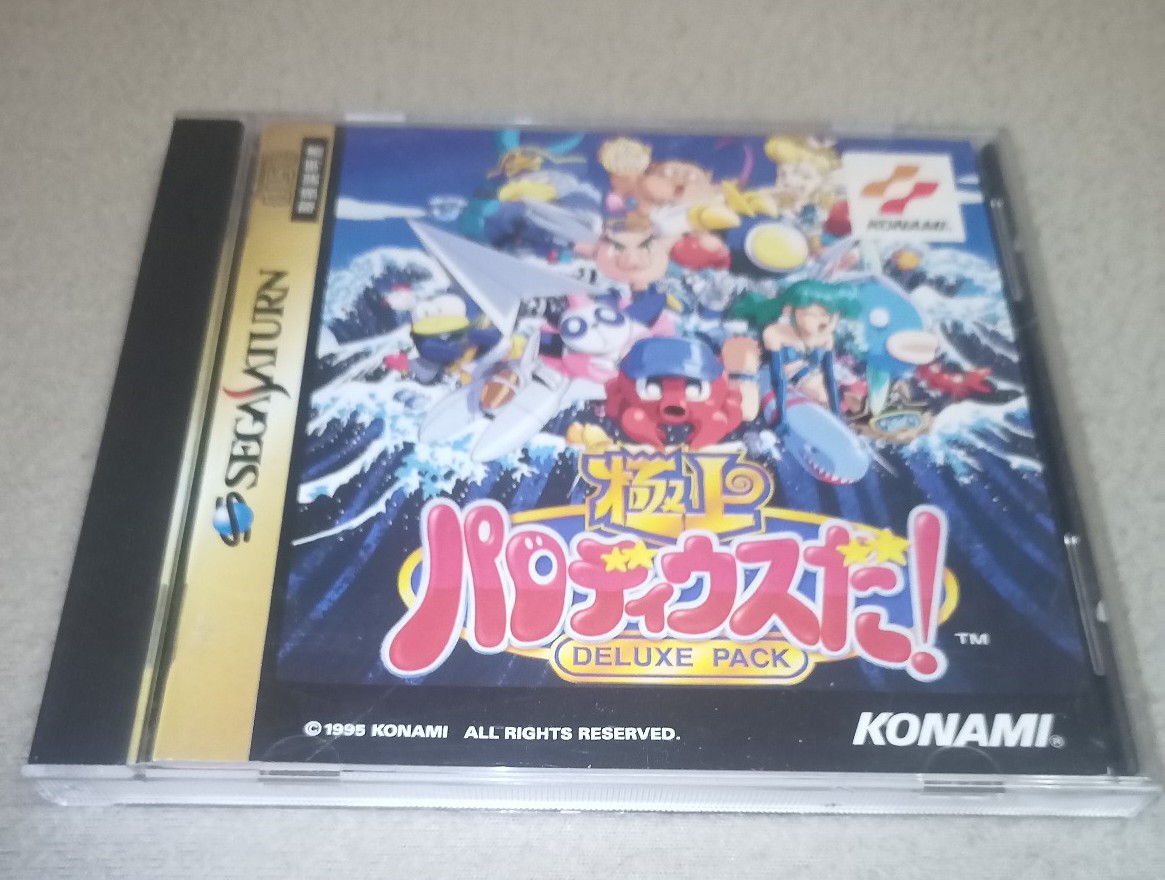 SEGA SATURN
KONAMI
極上
パロディウスだ!
DELUXE PACK
TM
©1995 KONAMI ALL RIGHTS RESERVED.
KONAMI®